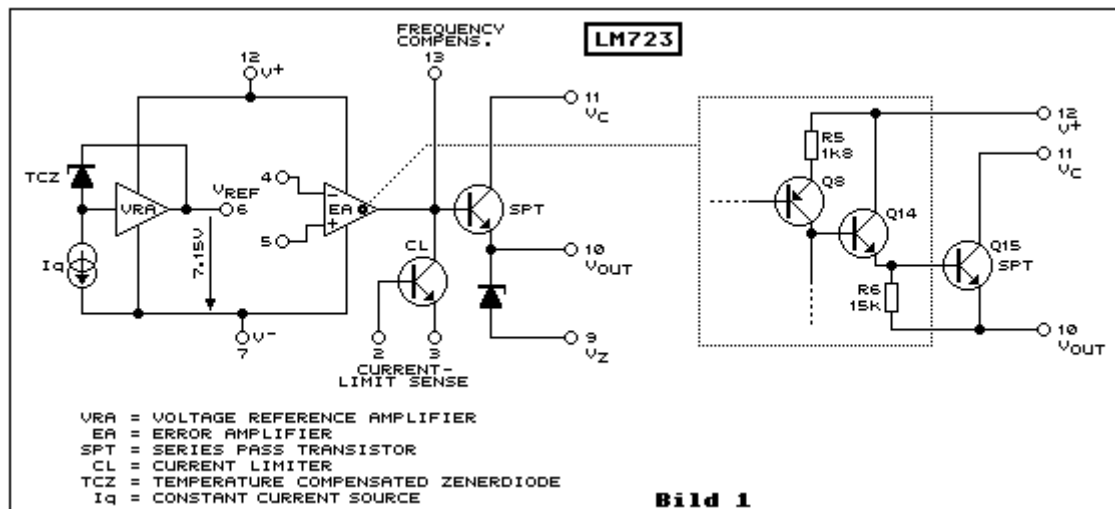 FREQUENCY
COMPENS.
LM723
12
V+
13
11
VC
12
V+
R5
1K8
11
VC
TCZ
Q8
4
VREF
VRA
6
-
EA
SPT
Q14
5
+
CL
Q15
SPT
10
VOUT
Iq
7.15V
R6
15K
7
V-
2
3
9
VZ
10
VOUT
CURRENT-
LIMIT SENSE
VRA = VOLTAGE REFERENCE AMPLIFIER
EA = ERROR AMPLIFIER
SPT = SERIES PASS TRANSISTOR
CL = CURRENT LIMITER
TCZ = TEMPERATURE COMPENSATED ZENERDIODE
Iq = CONSTANT CURRENT SOURCE
Bild 1